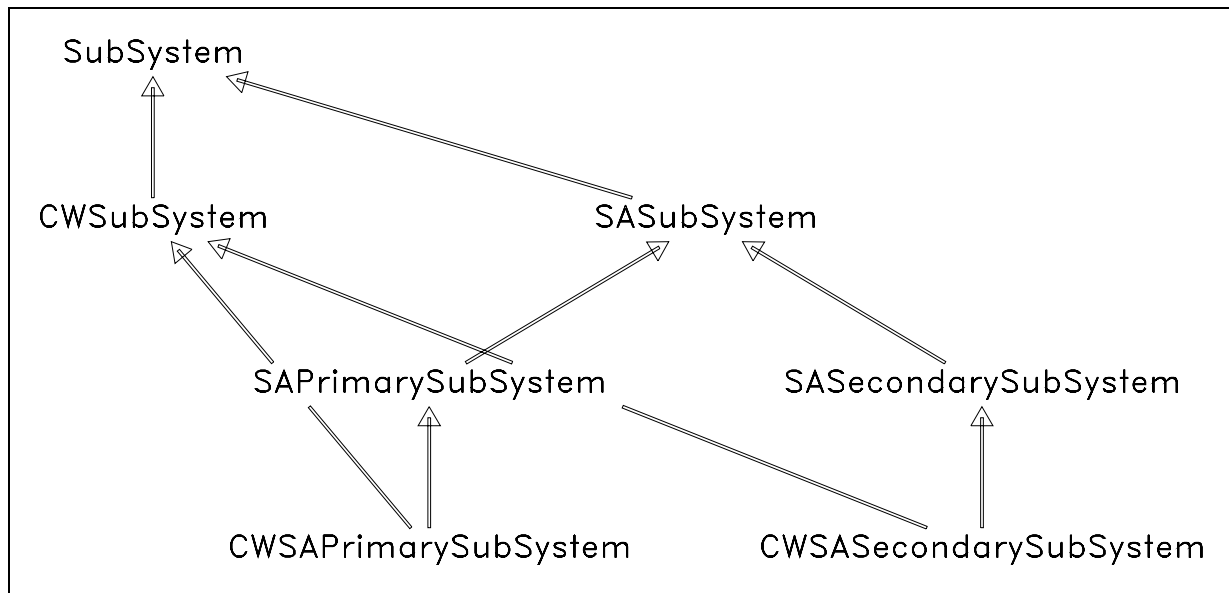 SubSystem
CWSubSystem
SASubSystem
SAPrimarySubSystem
SASecondarySubSystem
CWSAPrimarySubSystem
CWSASecondarySubSystem